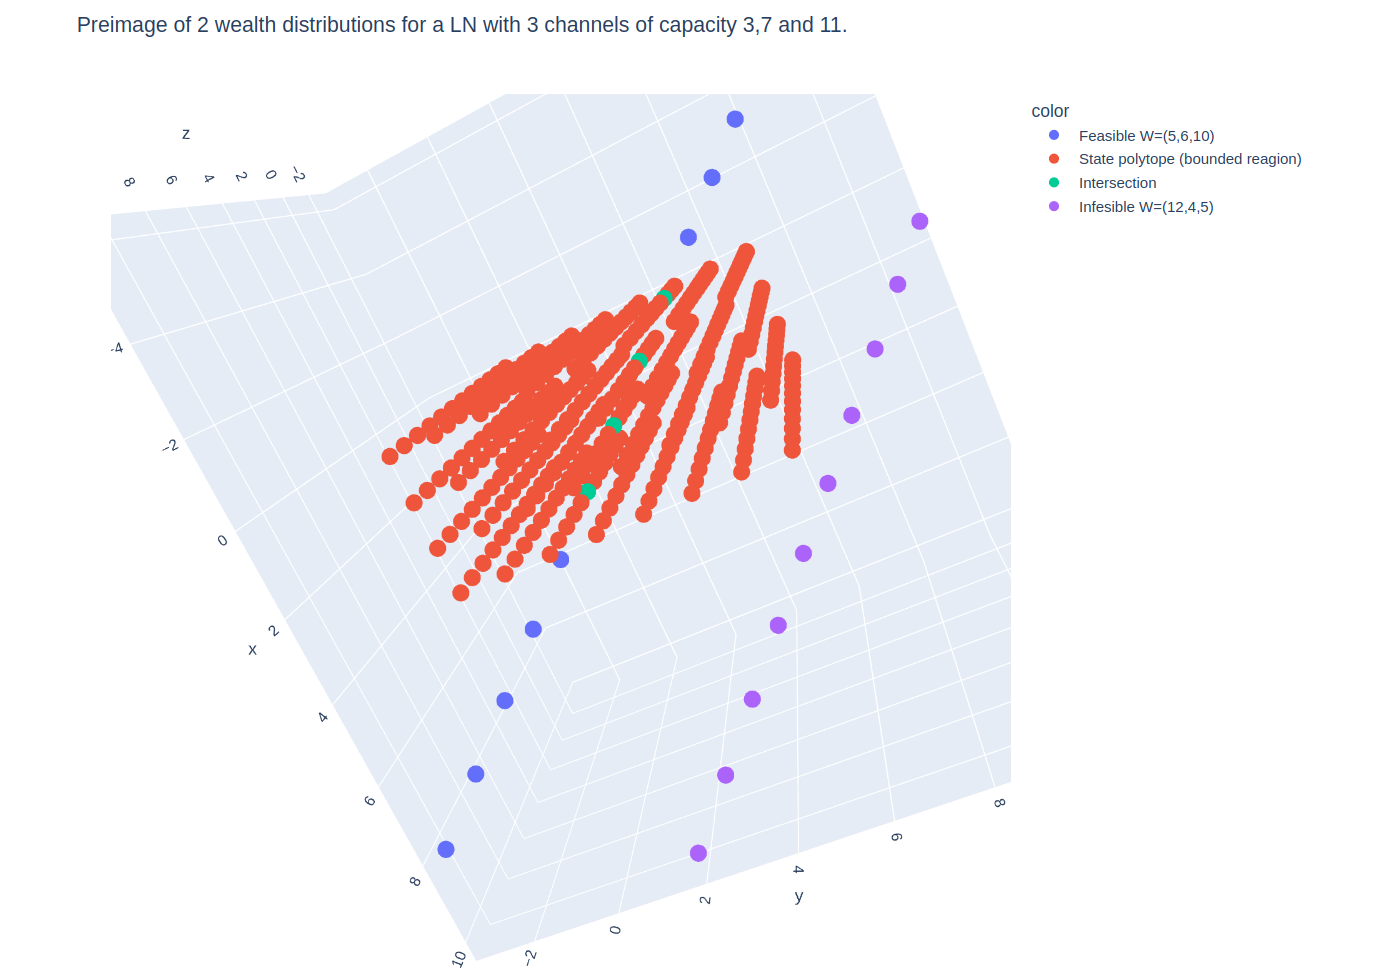 Preimage of 2 wealth distributions for a LN with 3 channels of capacity 3,7 and 11.
color
Feasible W=(5,6,10)
State polytope (bounded reagion)
Intersection
Infesible W=(12,4,5)
z
8 6 4 2 0 −2
-4
−2
0
2
x
4
6
8
10
−2
0
2
4
6
8
y